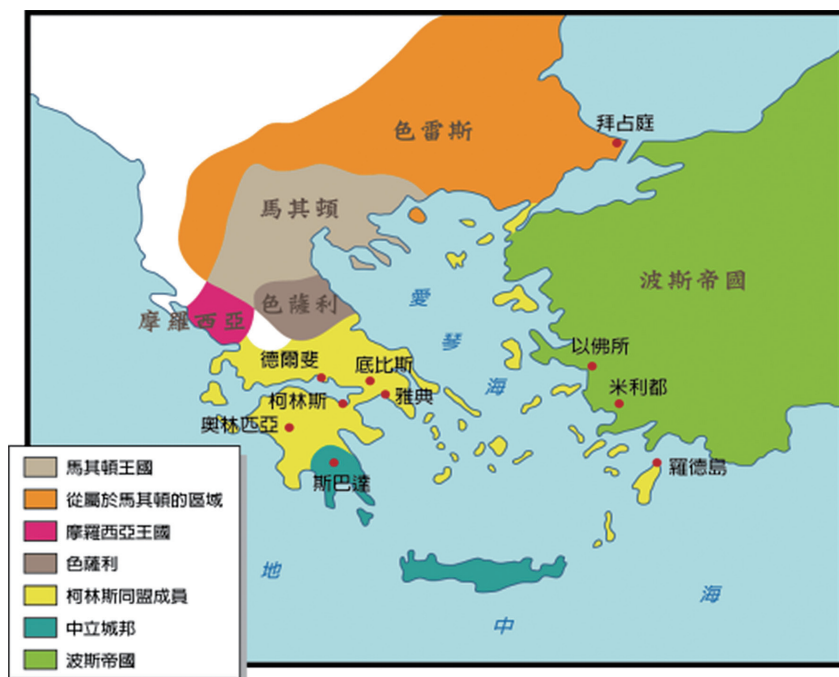 色雷斯
拜占庭
馬其頓
波斯帝國
愛琴海
色薩利
摩羅西亞
德爾斐
底比斯
以佛所
雅典
柯林斯
米利都
奧林匹亞
羅德島
斯巴達
地中海
馬其頓王國
從屬於馬其頓的區域
摩羅西亞王國
色薩利
柯林斯同盟成員
中立城邦
波斯帝國